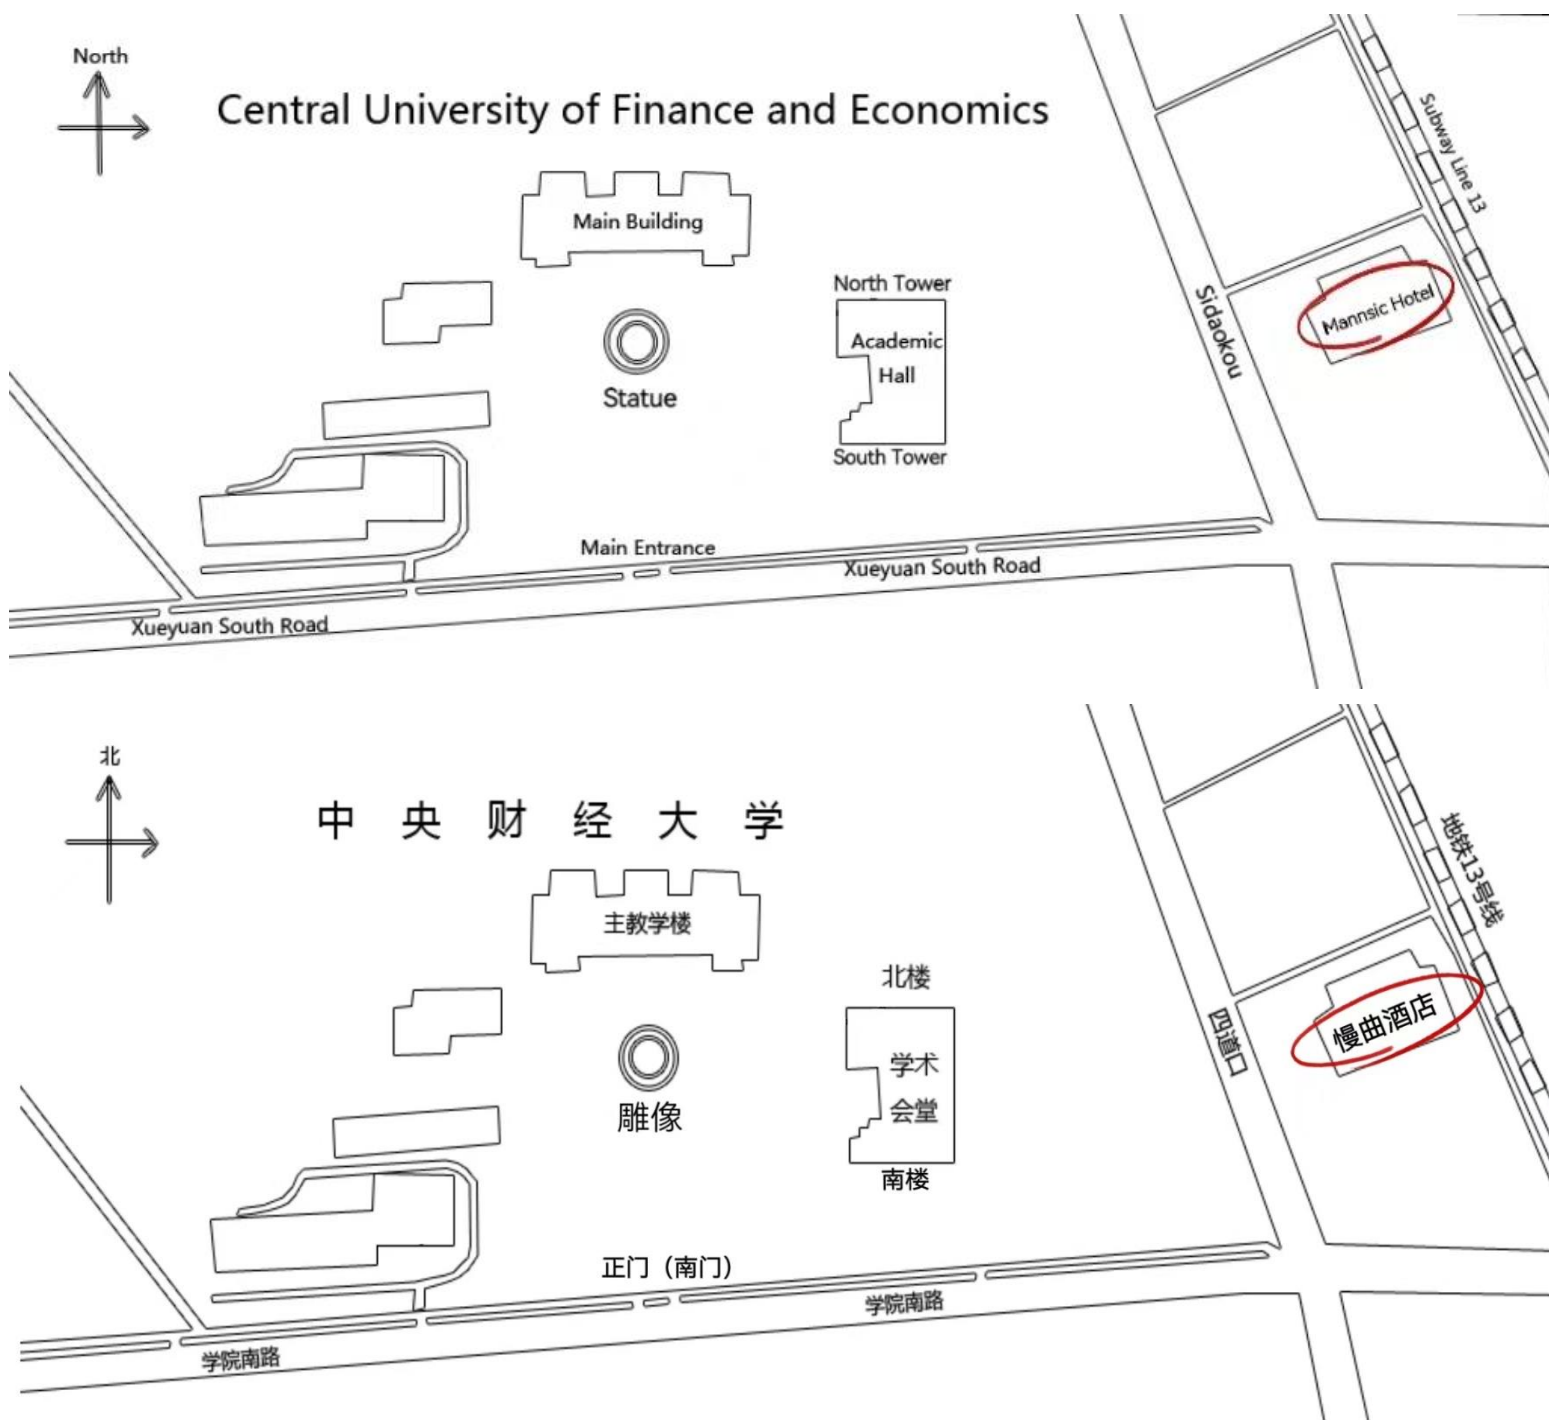 North
Central University of Finance and Economics
Subway Line 13
Main Building
North Tower
Mannsic Hotel
Sidaokou
Academic
Hall
Statue
South Tower
Main Entrance
Xueyuan South Road
Xueyuan South Road
北
中央财经大学
地铁13号线
主教学楼
北楼
慢曲酒店
四道口
学术
会堂
雕像
南楼
正门（南门）
学院南路
学院南路